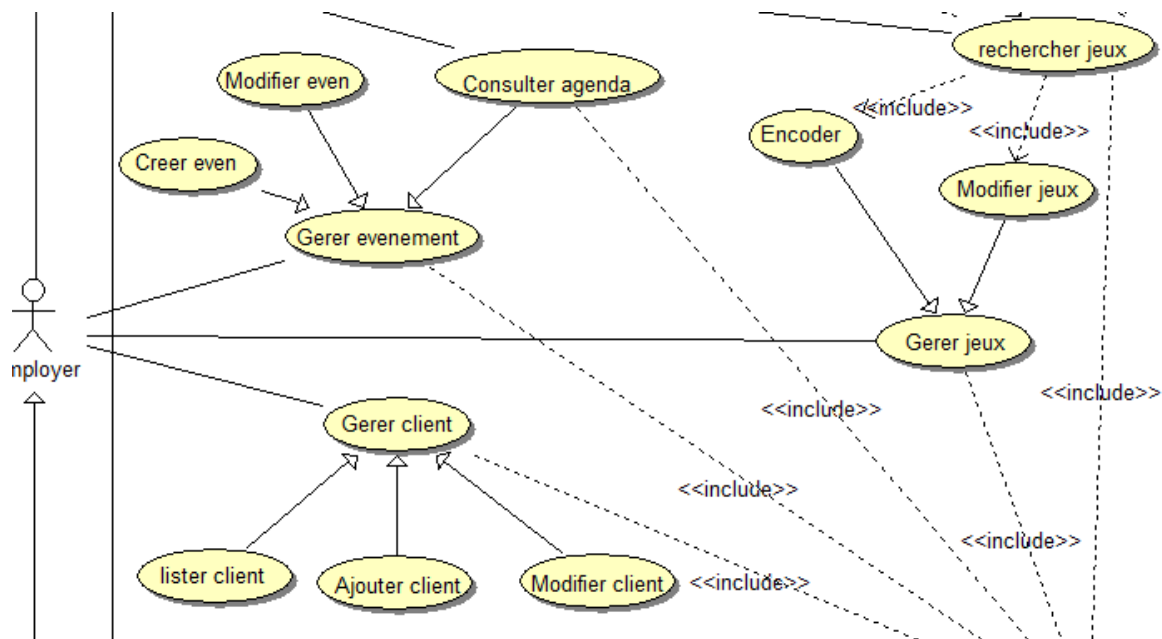 rechercher jeux
Modifier even
Consulter agenda
<<include>>
Encoder
<<include>>
Creer even
Modifier jeux
Gerer evenement
Gerer jeux
mployer
<<include>>
<<include>>
Gerer client
<<include>>
<<include>>
lister client
Ajouter client
Modifier client
<<include>>